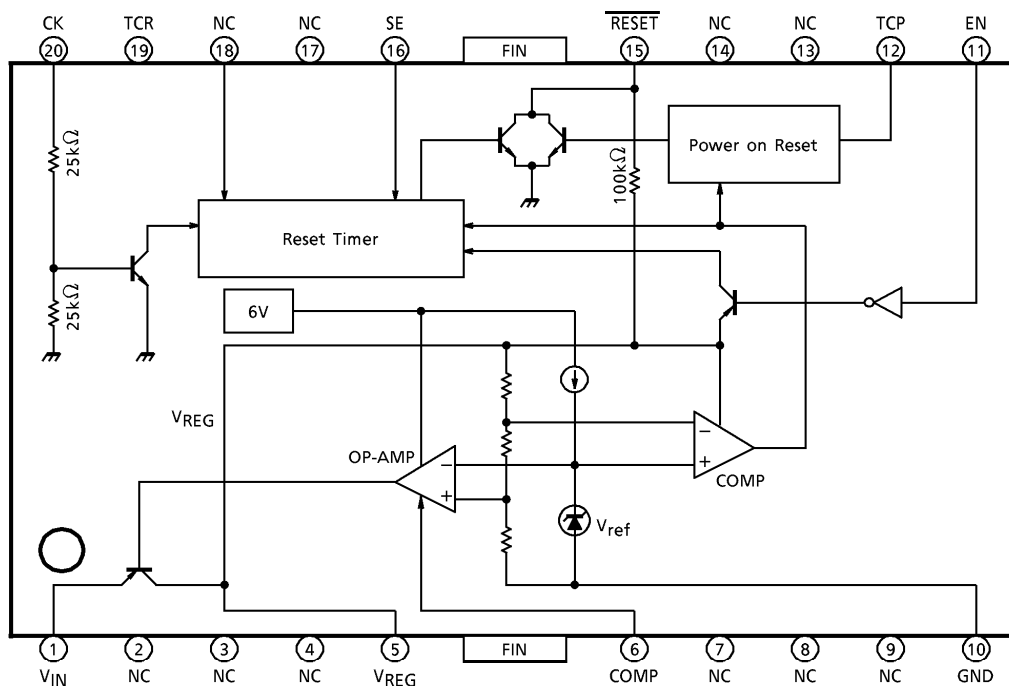 CK TCR NC NC SE RESET NC NC TCP EN
20 19 18 17 16 FIN 15 14 13 12 11
25kΩ
100kΩ
Power on Reset
Reset Timer
25kΩ
6V
VREG
OP-AMP
−
+
−
+
COMP
Vref
1 2 3 4 5 FIN 6 7 8 9 10
VIN NC NC NC VREG COMP NC NC NC GND